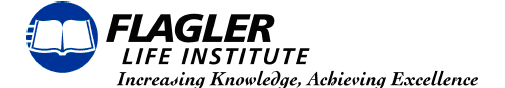 FLAGLER
LIFE INSTITUTE
Increasing Knowledge, Achieving Excellence